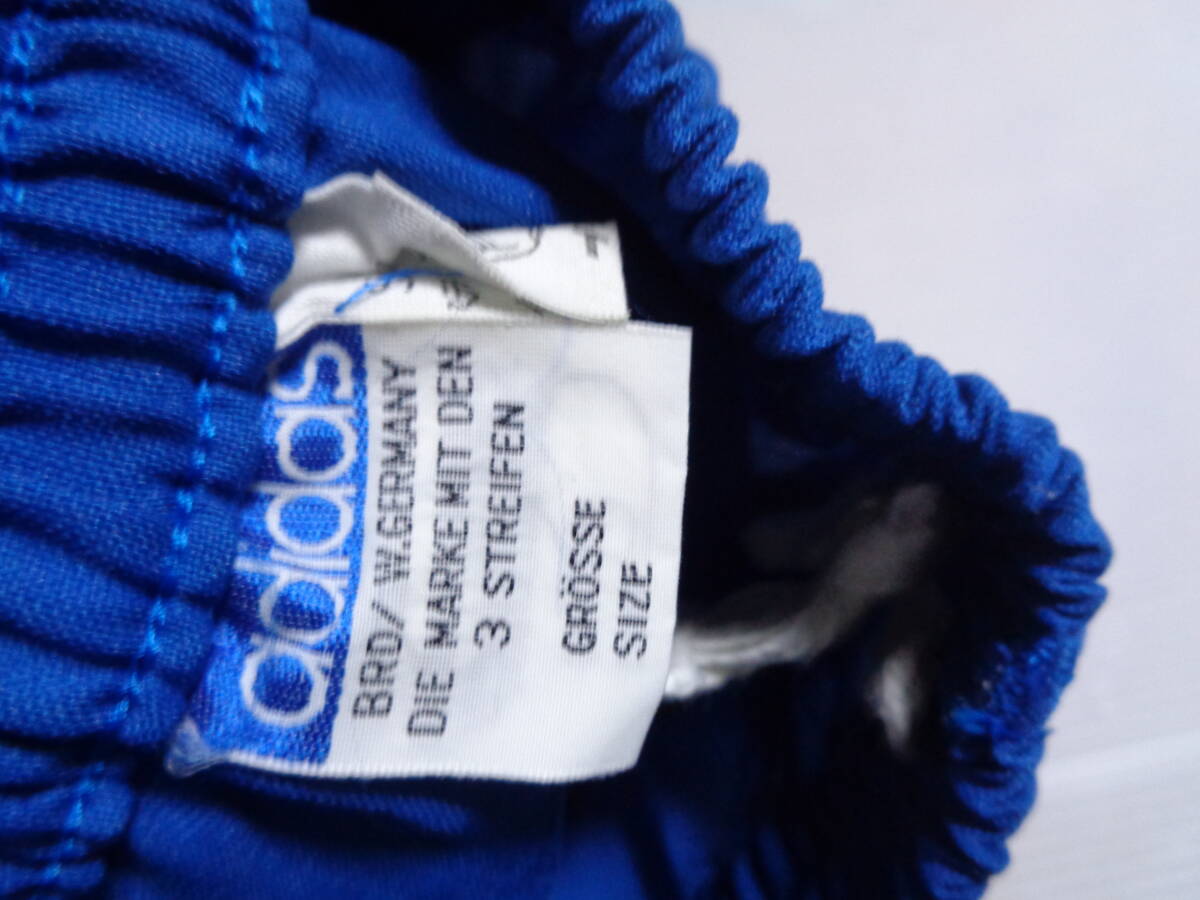 adidas
BRD/ W.GERMANY
DIE MARKE MIT DEN
3 STREIFEN
GRÖSSE
SIZE